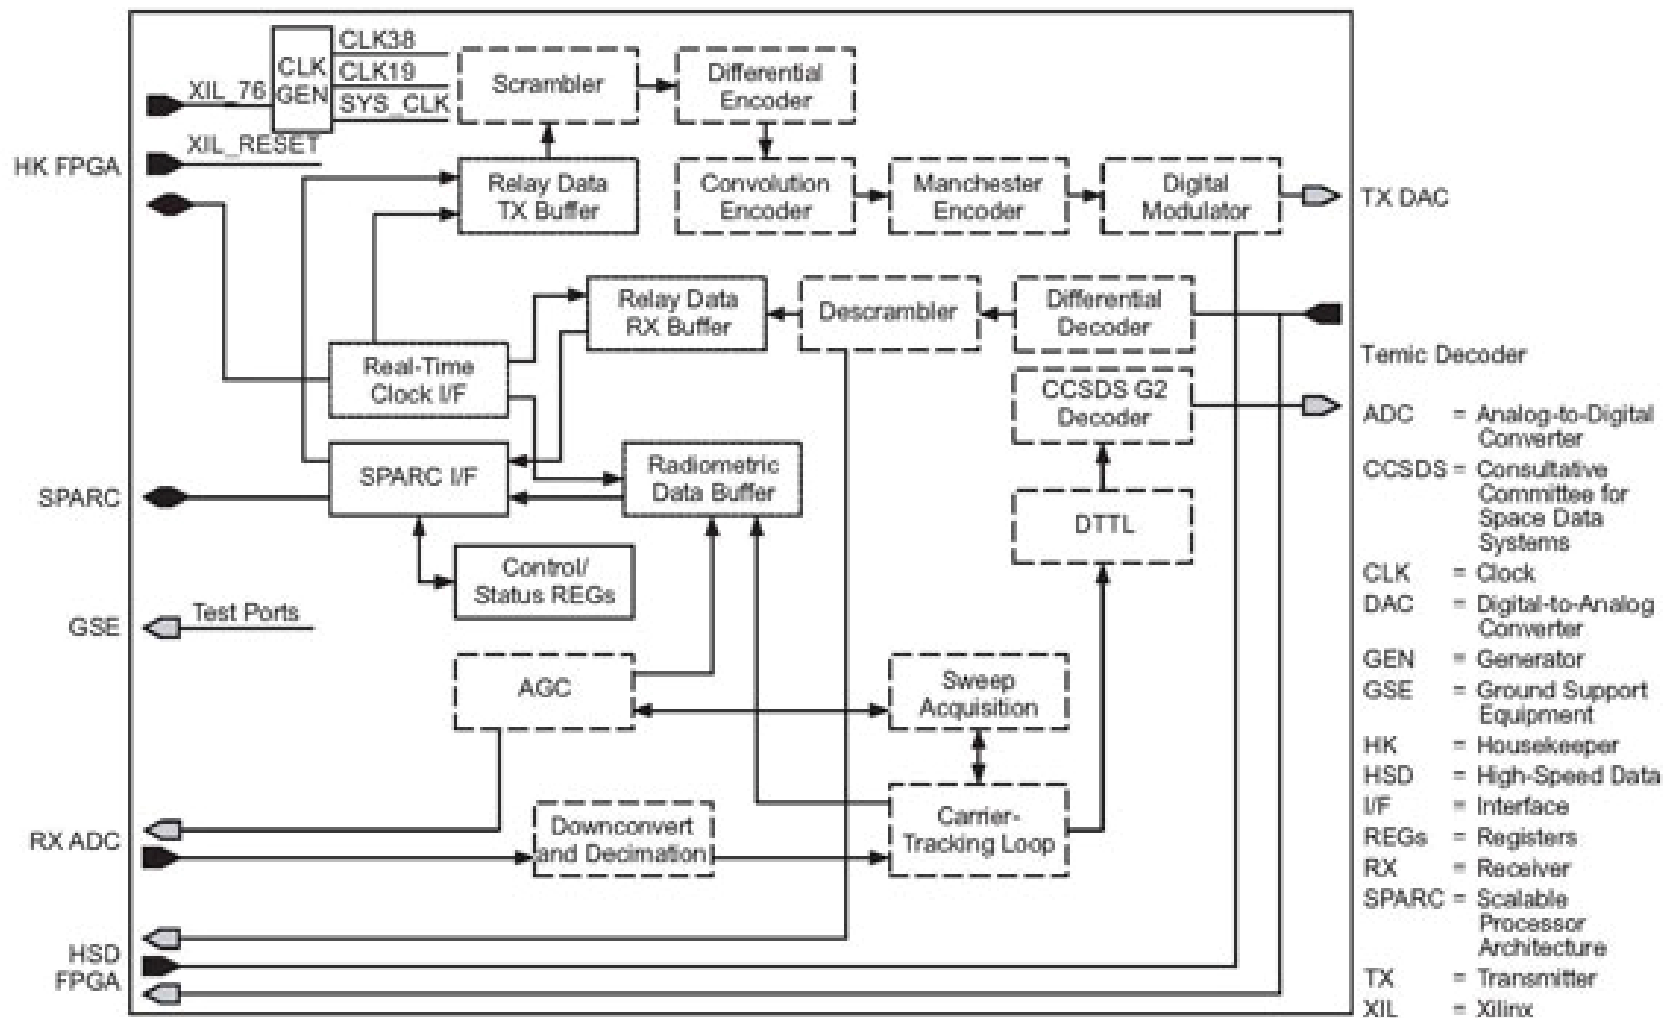 CLK38
CLK
GEN
CLK19
SYS_CLK
XIL_76
XIL_RESET
HK FPGA
Scrambler
Differential
Encoder
Relay Data
TX Buffer
Convolution
Encoder
Manchester
Encoder
Digital
Modulator
TX DAC
Relay Data
RX Buffer
Descrambler
Differential
Decoder
Temic Decoder
Real-Time
Clock I/F
CCSDS G2
Decoder
SPARC
SPARC I/F
Radiometric
Data Buffer
DTTL
Control/
Status REGs
GSE
Test Ports
AGC
Sweep
Acquisition
RX ADC
Downconvert
and Decimation
Carrier-
Tracking Loop
HSD
FPGA
ADC = Analog-to-Digital
Converter
CCSDS = Consultative
Committee for
Space Data
Systems
CLK = Clock
DAC = Digital-to-Analog
Converter
GEN = Generator
GSE = Ground Support
Equipment
HK = Housekeeper
HSD = High-Speed Data
I/F = Interface
REGs = Registers
RX = Receiver
SPARC = Scalable
Processor
Architecture
TX = Transmitter
XIL = Xilinx